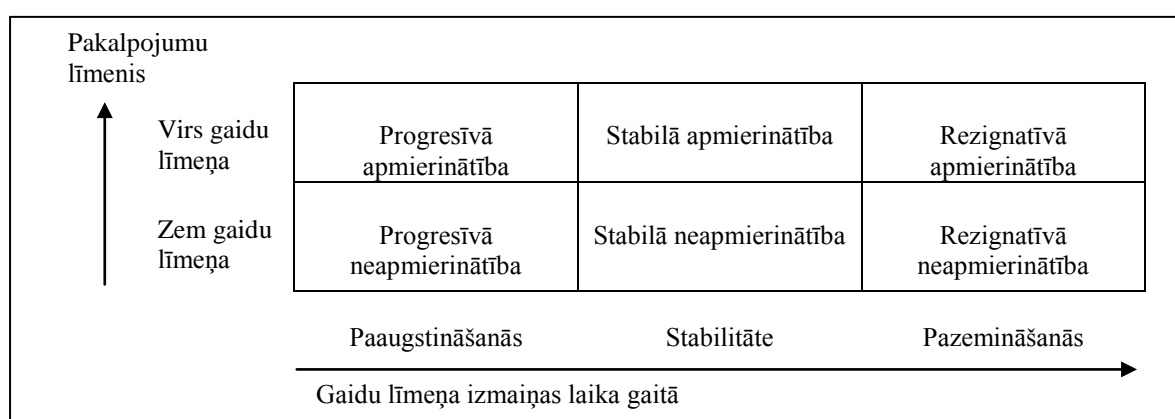 Pakalpojumu
līmenis
Virs gaidu
līmeņa
Progresīvā
apmierinātība
Stabilā apmierinātība
Rezignatīvā
apmierinātība
Zem gaidu
līmeņa
Progresīvā
neapmierinātība
Stabilā neapmierinātība
Rezignatīvā
neapmierinātība
Paaugstināšanās
Stabilitāte
Pazemināšanās
Gaidu līmeņa izmaiņas laika gaitā